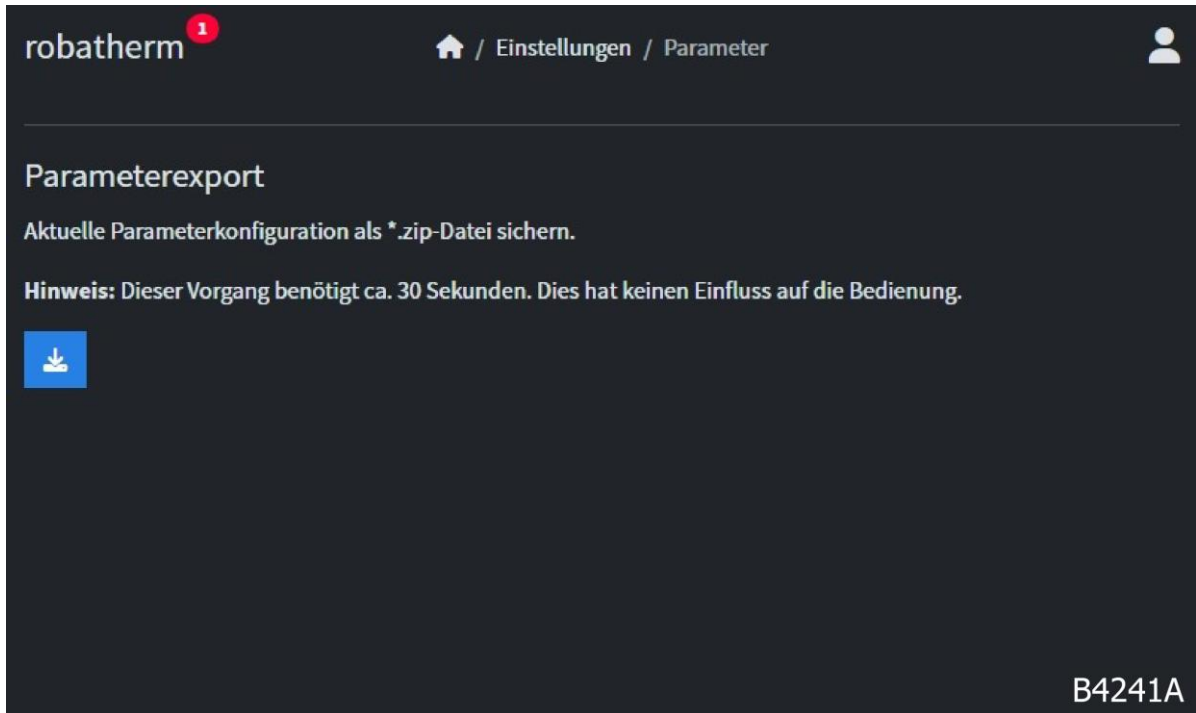 robatherm 1
/ Einstellungen / Parameter
Parameterexport
Aktuelle Parameterkonfiguration als *.zip-Datei sichern.
Hinweis: Dieser Vorgang benötigt ca. 30 Sekunden. Dies hat keinen Einfluss auf die Bedienung.
B4241A